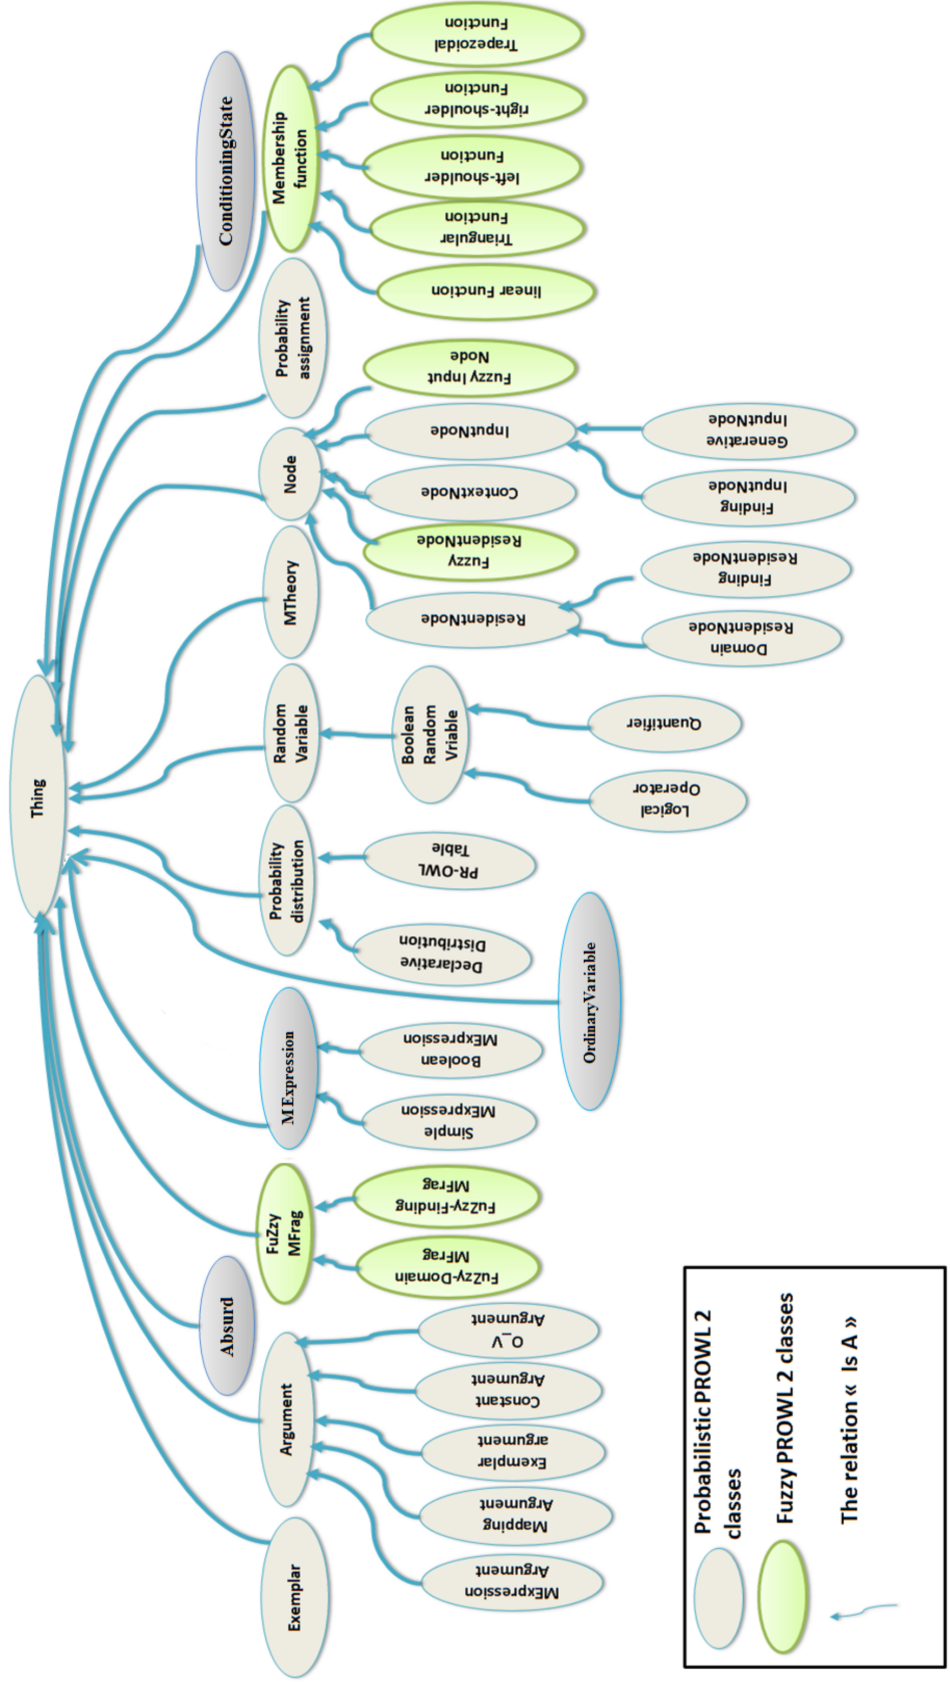 Thing
ConditioningState
Absurd
Exemplar
Argument
FuZzy
MFrag
MExpression
Probability
distribution
Random
Variable
MTheory
Node
Probability
assignment
Membership
function
MExpression
Argument
Mapping
Argument
Exemplar
argument
Constant
Argument
O_V
Argument
FuZzy-Domain
MFrag
FuZzy-Finding
MFrag
Simple
MExpression
Boolean
MExpression
Declarative
Distribution
PR-OWL
Table
Boolean
Random
Vriable
ResidentNode
Fuzzy
ResidentNode
ContextNode
InputNode
Fuzzy Input
Node
linear Function
Triangular
Function
left-shoulder
Function
right-shoulder
Function
Trapezoidal
Function
OrdinaryVariable
Logical
Operator
Quantifier
Domain
ResidentNode
Finding
ResidentNode
Finding
InputNode
Generative
InputNode
Probabilistic PROWL 2
classes
Fuzzy PROWL 2 classes
The relation « Is A »